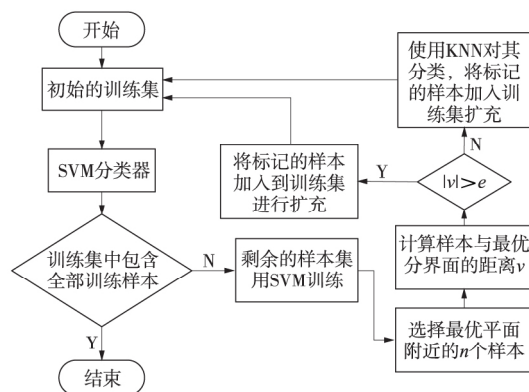 开始
初始的训练集
SVM分类器
训练集中包含
全部训练样本
Y
结束
N
剩余的样本集
用SVM训练
选择最优平面
附近的n个样本
计算样本与最优
分界面的距离v
|v|>e
Y
将标记的样本
加入到训练集
进行扩充
N
使用KNN对其
分类，将标记
的样本加入训
练集扩充